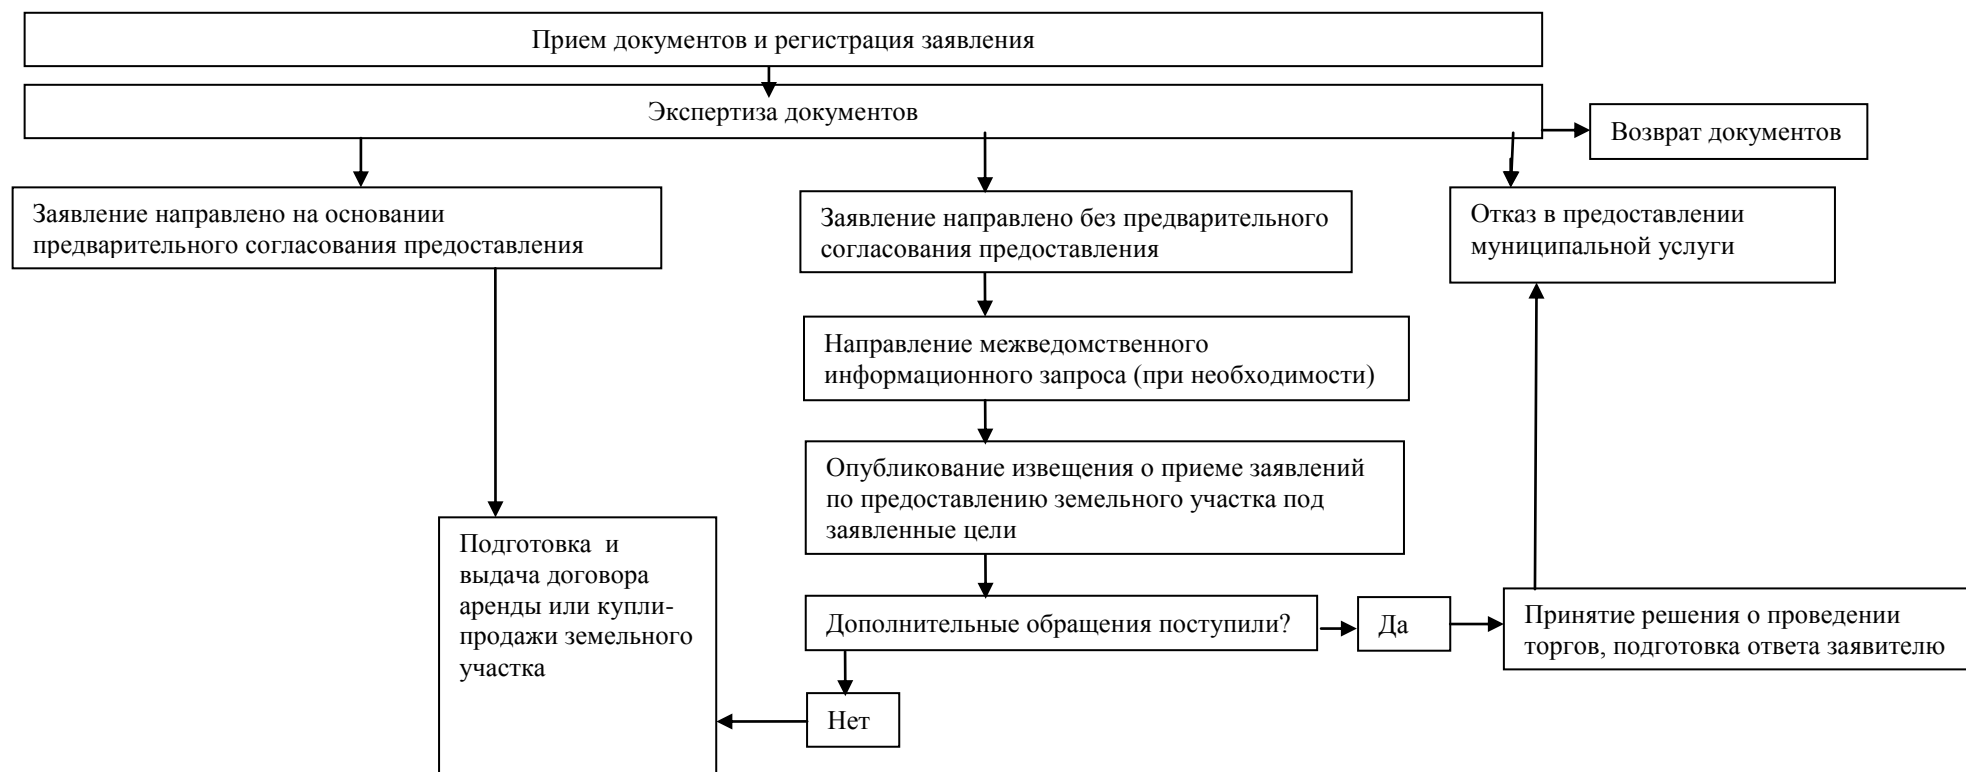 Прием документов и регистрация заявления
Экспертиза документов
Возврат документов
Заявление направлено на основании
предварительного согласования предоставления
Заявление направлено без предварительного
согласования предоставления
Отказ в предоставлении
муниципальной услуги
Направление межведомственного
информационного запроса (при необходимости)
Опубликование извещения о приеме заявлений
по предоставлению земельного участка под
заявленные цели
Подготовка и
выдача договора
аренды или купли-
продажи земельного
участка
Дополнительные обращения поступили?
Да
Принятие решения о проведении
торгов, подготовка ответа заявителю
Нет